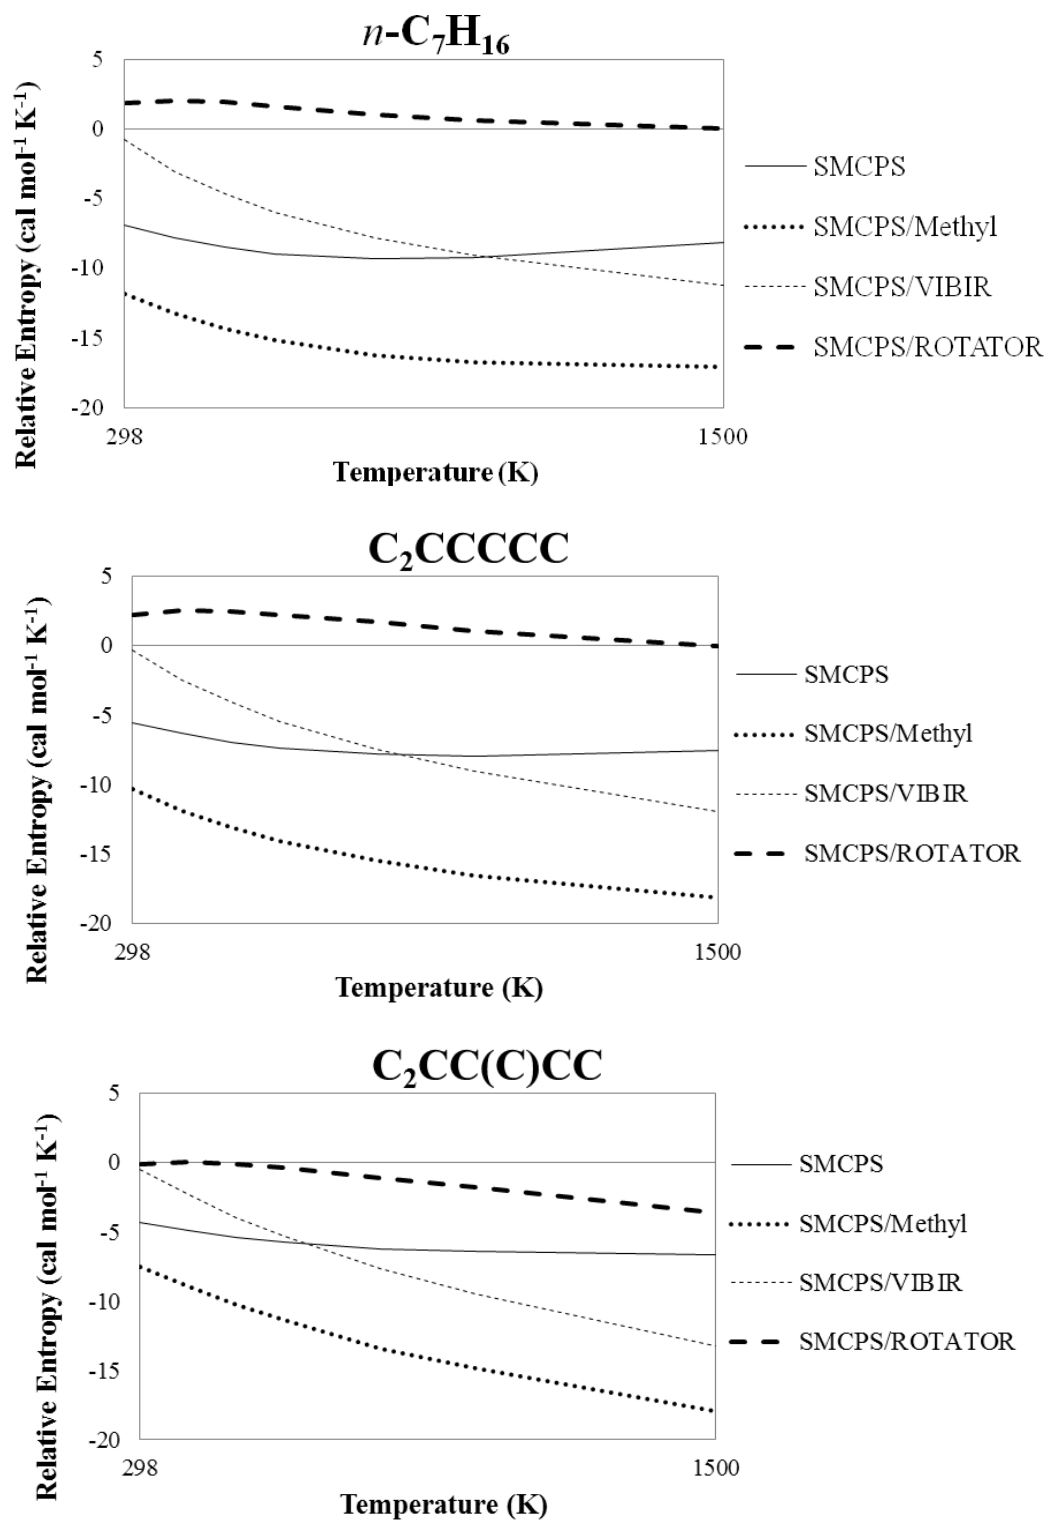 n-C₇H₁₆
Relative Entropy (cal mol⁻¹ K⁻¹)
5
0
-5
-10
-15
-20
298
1500
Temperature (K)
SMCPS
SMCPS/Methyl
SMCPS/VIBIR
SMCPS/ROTATOR
C₂CCCCC
Relative Entropy (cal mol⁻¹ K⁻¹)
5
0
-5
-10
-15
-20
298
1500
Temperature (K)
SMCPS
SMCPS/Methyl
SMCPS/VIBIR
SMCPS/ROTATOR
C₂CC(C)CC
Relative Entropy (cal mol⁻¹ K⁻¹)
5
0
-5
-10
-15
-20
298
1500
Temperature (K)
SMCPS
SMCPS/Methyl
SMCPS/VIBIR
SMCPS/ROTATOR